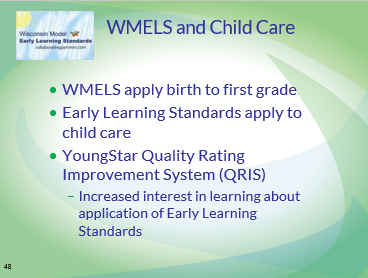 Wisconsin Model
Early Learning Standards
collaboratingpartners.com
WMELS and Child Care
• WMELS apply birth to first grade
• Early Learning Standards apply to
child care
• YoungStar Quality Rating
Improvement System (QRIS)
– Increased interest in learning about
application of Early Learning
Standards
48